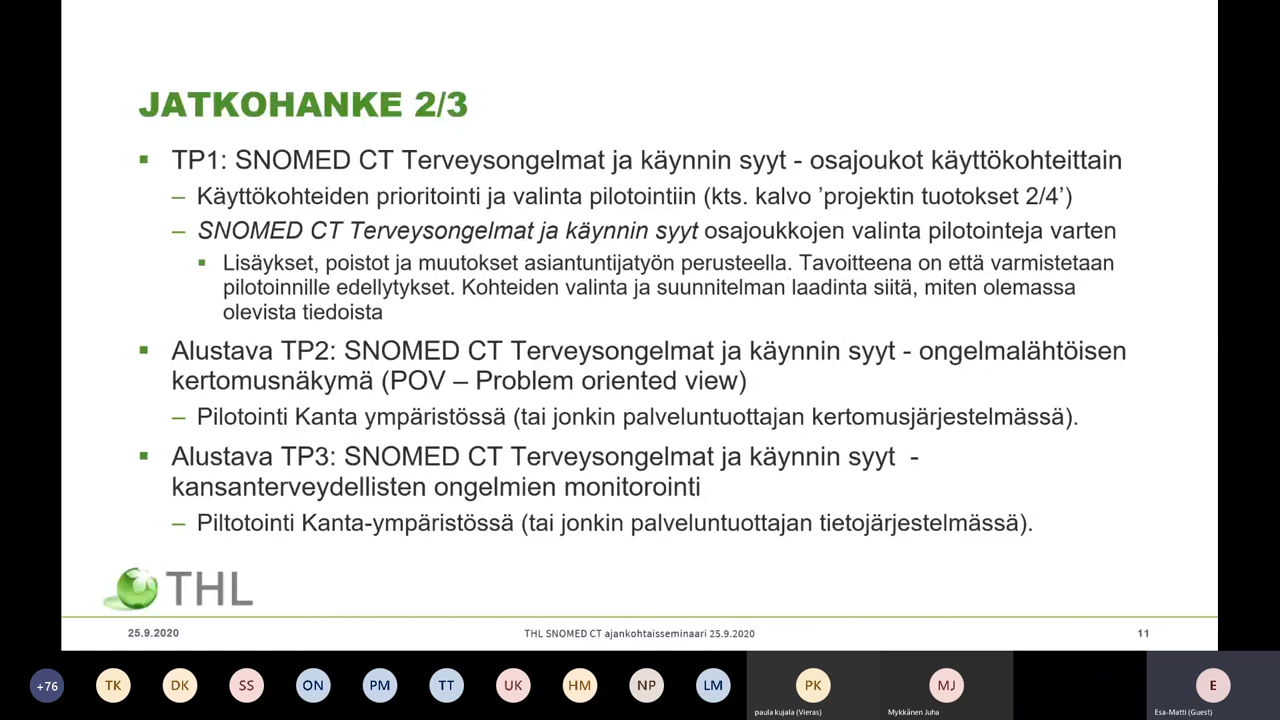 JATKOHANKE 2/3
▪ TP1: SNOMED CT Terveysongelmat ja käynnin syyt - osajoukot käyttökohteittain
– Käyttökohteiden prioritointi ja valinta pilotointiin (kts. kalvo ’projektin tuotokset 2/4’)
– SNOMED CT Terveysongelmat ja käynnin syyt osajoukkojen valinta pilotointeja varten
▪ Lisäykset, poistot ja muutokset asiantuntijatyön perusteella. Tavoitteena on että varmistetaan
pilotoinnille edellytykset. Kohteiden valinta ja suunnitelman laadinta siitä, miten olemassa
olevista tiedoista
▪ Alustava TP2: SNOMED CT Terveysongelmat ja käynnin syyt - ongelmalähtöisen
kertomusnäkymä (POV – Problem oriented view)
– Pilotointi Kanta ympäristössä (tai jonkin palveluntuottajan kertomusjärjestelmässä).
▪ Alustava TP3: SNOMED CT Terveysongelmat ja käynnin syyt -
kansanterveydellisten ongelmien monitorointi
– Piltotointi Kanta-ympäristössä (tai jonkin palveluntuottajan tietojärjestelmässä).
THL
25.9.2020 THL SNOMED CT ajankohtaisseminaari 25.9.2020 11
+76 TK DK SS ON PM TT UK HM NP LM PK MJ E
paula kujala (Vieras) Mykkänen Juha Esa-Matti (Guest)